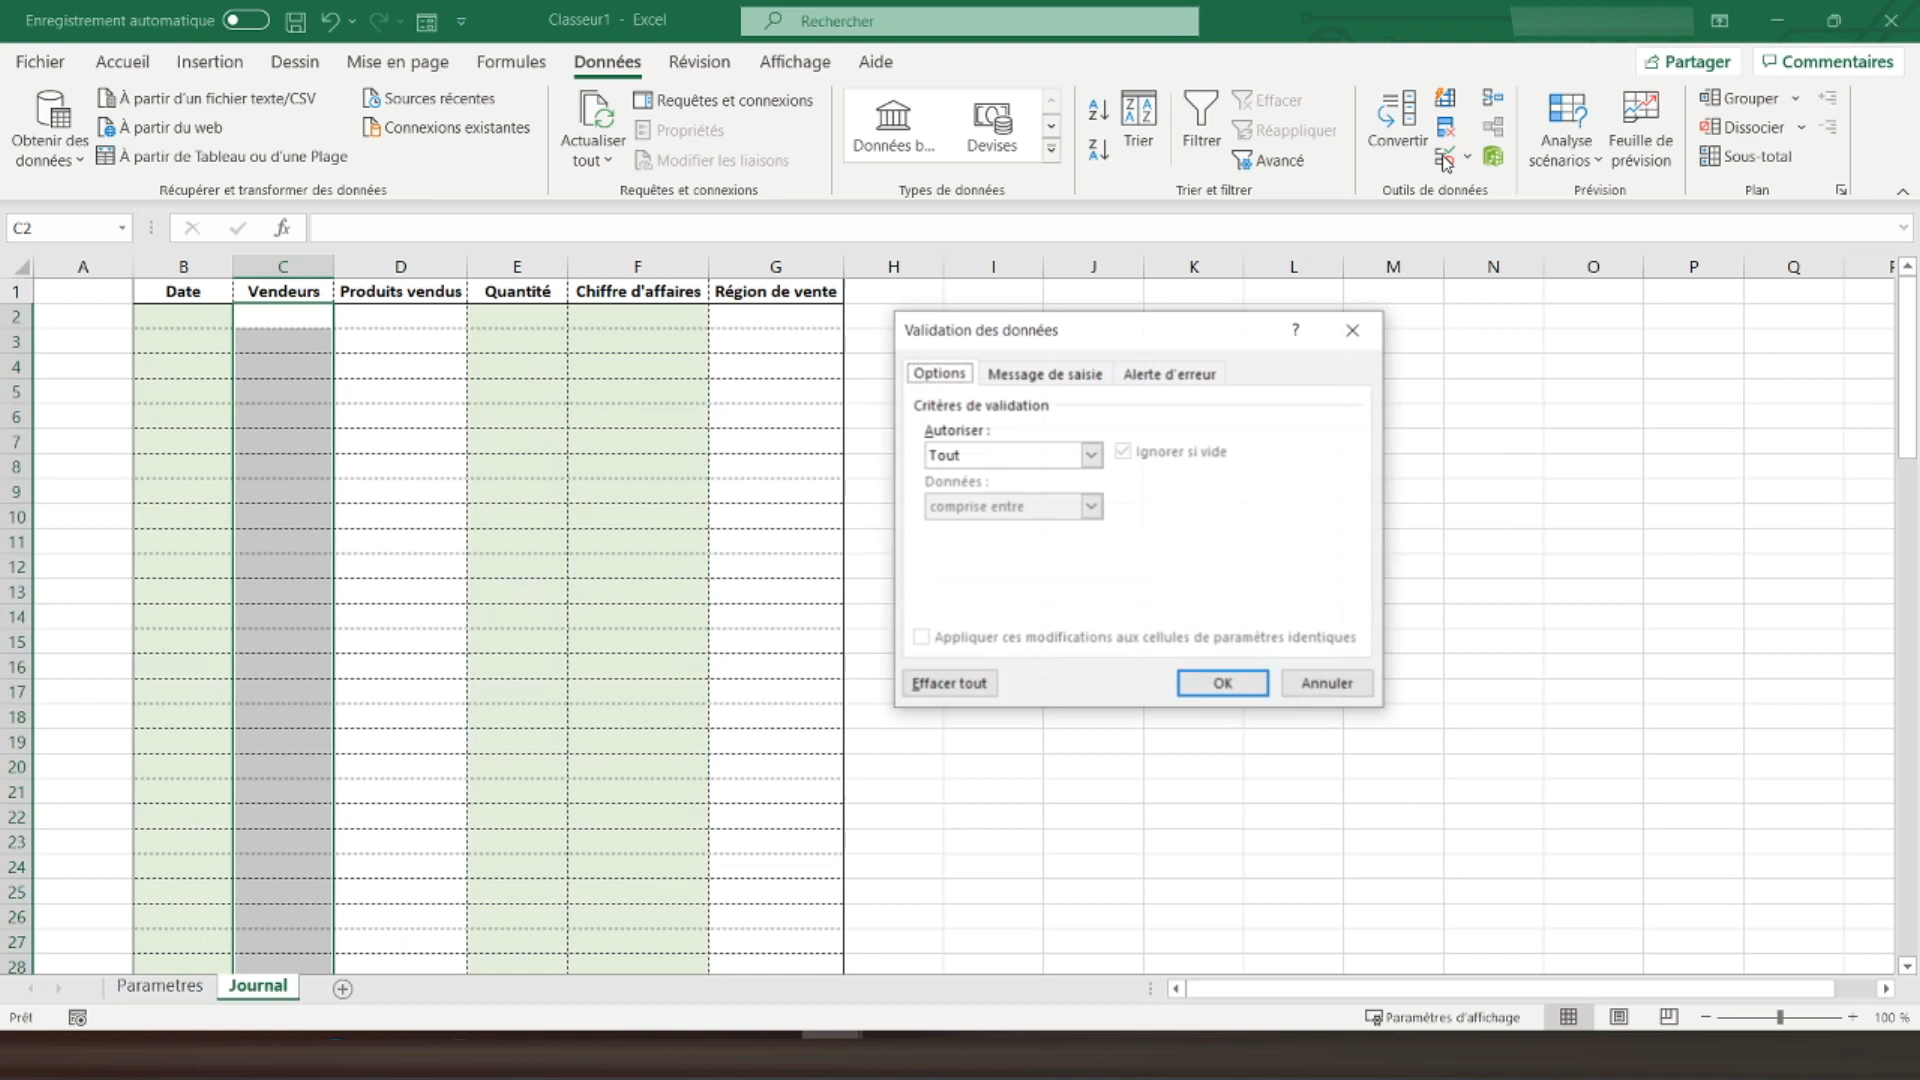 Enregistrement automatique
Classeur1 - Excel
Rechercher
Fichier Accueil Insertion Dessin Mise en page Formules Données Révision Affichage Aide
Partager Commentaires
Obtenir des données
À partir d'un fichier texte/CSV
À partir du web
À partir de Tableau ou d'une Plage
Sources récentes
Connexions existantes
Récupérer et transformer des données
Actualiser tout
Requêtes et connexions
Propriétés
Modifier les liaisons
Requêtes et connexions
Données b...
Devises
Types de données
Trier
Filtrer
Effacer
Réappliquer
Avancé
Trier et filtrer
Convertir
Outils de données
Analyse scénarios
Feuille de prévision
Prévision
Grouper
Dissocier
Sous-total
Plan
C2
fx
A B C D E F G H I J K L M N O P Q
1 Date Vendeurs Produits vendus Quantité Chiffre d'affaires Région de vente
2
3
4
5
6
7
8
9
10
11
12
13
14
15
16
17
18
19
20
21
22
23
24
25
26
27
28
Validation des données ?
Options Message de saisie Alerte d'erreur
Critères de validation
Autoriser :
Tout
Ignorer si vide
Données :
comprise entre
Appliquer ces modifications aux cellules de paramètres identiques
Effacer tout OK Annuler
Parametres Journal
Prêt
Paramètres d'affichage
100 %